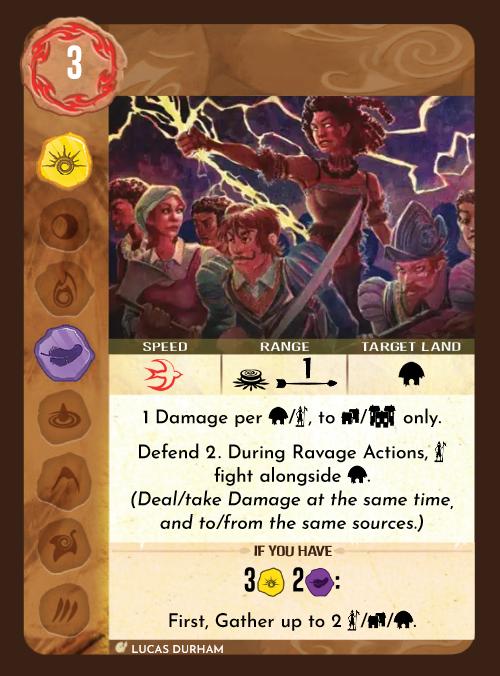 3
SPEED RANGE TARGET LAND
1
1 Damage per /, to / only.
Defend 2. During Ravage Actions,
fight alongside .
(Deal/take Damage at the same time,
and to/from the same sources.)
IF YOU HAVE
3 2 :
First, Gather up to 2 //.
LUCAS DURHAM